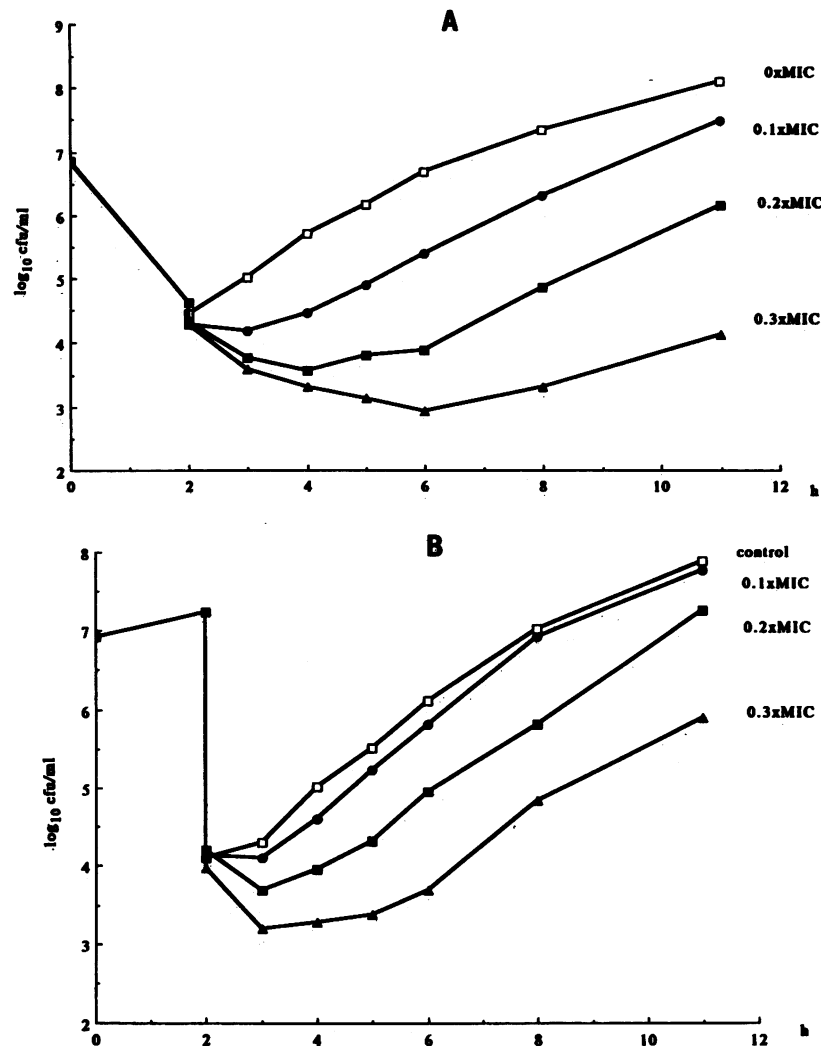 A
9
8
7
6
5
4
3
2
log10 cfu/ml
0xMIC
0.1xMIC
0.2xMIC
0.3xMIC
0 2 4 6 8 10 12 h
B
8
7
6
5
4
3
2
.log10 cfu/ml
control
0.1xMIC
0.2xMIC
0.3xMIC
0 2 4 6 8 10 12 h